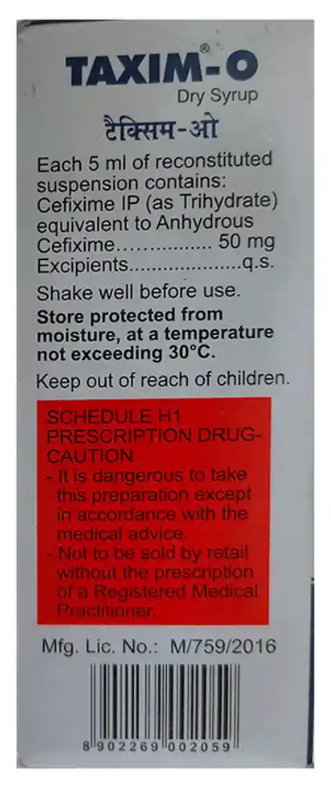 TAXIM®-O
Dry Syrup
टैक्सिम-ओ
Each 5 ml of reconstituted
suspension contains:
Cefixime IP (as Trihydrate)
equivalent to Anhydrous
Cefixime................. 50 mg
Excipients.....................q.s.
Shake well before use.
Store protected from
moisture, at a temperature
not exceeding 30°C.
Keep out of reach of children.
SCHEDULE H1
PRESCRIPTION DRUG-
CAUTION
- It is dangerous to take
this preparation except
in accordance with the
medical advice.
- Not to be sold by retail
without the prescription
of a Registered Medical
Practitioner.
Mfg. Lic. No.: M/759/2016
8 902269 002059